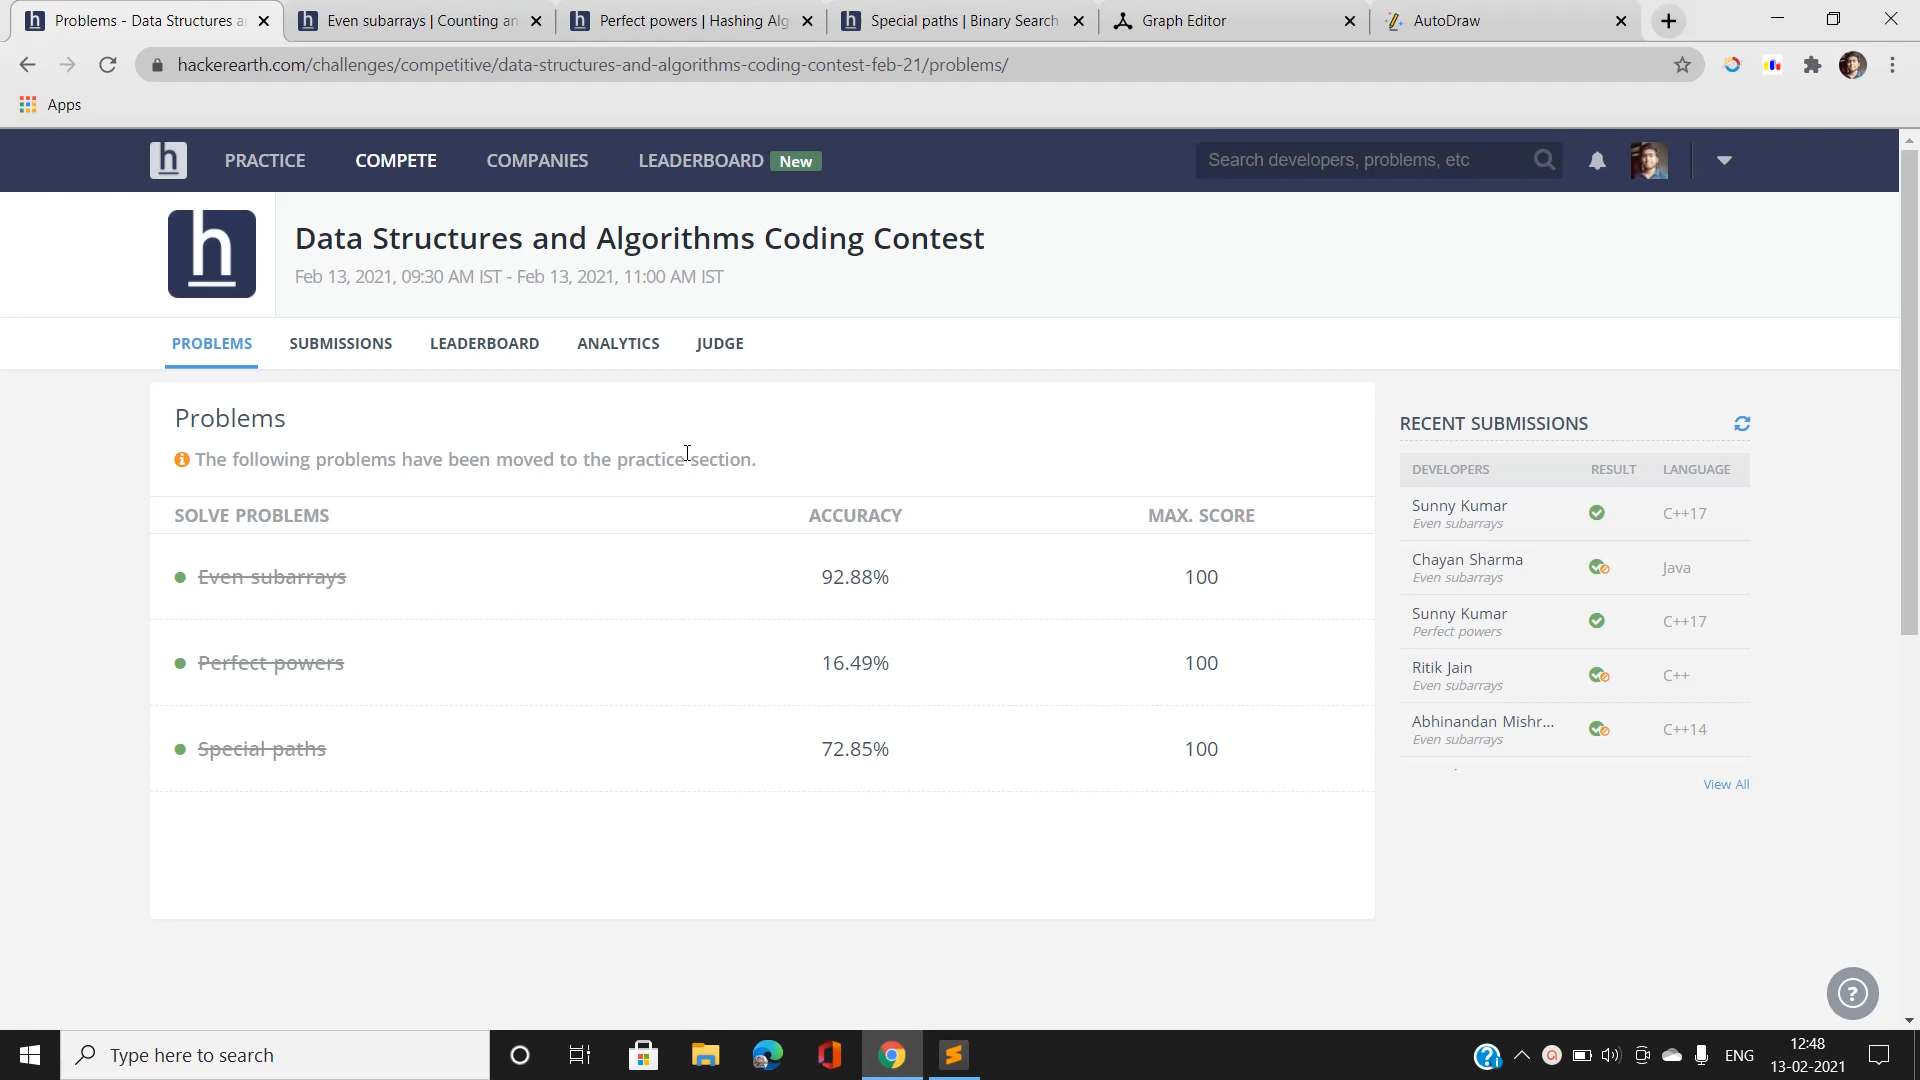 Problems - Data Structures a
Even subarrays | Counting an
Perfect powers | Hashing Alg
Special paths | Binary Search
Graph Editor
AutoDraw
hackerearth.com/challenges/competitive/data-structures-and-algorithms-coding-contest-feb-21/problems/
Apps
h
PRACTICE
COMPETE
COMPANIES
LEADERBOARD New
Search developers, problems, etc
h
Data Structures and Algorithms Coding Contest
Feb 13, 2021, 09:30 AM IST - Feb 13, 2021, 11:00 AM IST
PROBLEMS
SUBMISSIONS
LEADERBOARD
ANALYTICS
JUDGE
Problems
The following problems have been moved to the practice section.
SOLVE PROBLEMS ACCURACY MAX. SCORE
Even subarrays 92.88% 100
Perfect powers 16.49% 100
Special paths 72.85% 100
RECENT SUBMISSIONS
DEVELOPERS RESULT LANGUAGE
Sunny Kumar
Even subarrays
C++17
Chayan Sharma
Even subarrays
Java
Sunny Kumar
Perfect powers
C++17
Ritik Jain
Even subarrays
C++
Abhinandan Mishr...
Even subarrays
C++14
View All
?
Type here to search
ENG
12:48
13-02-2021